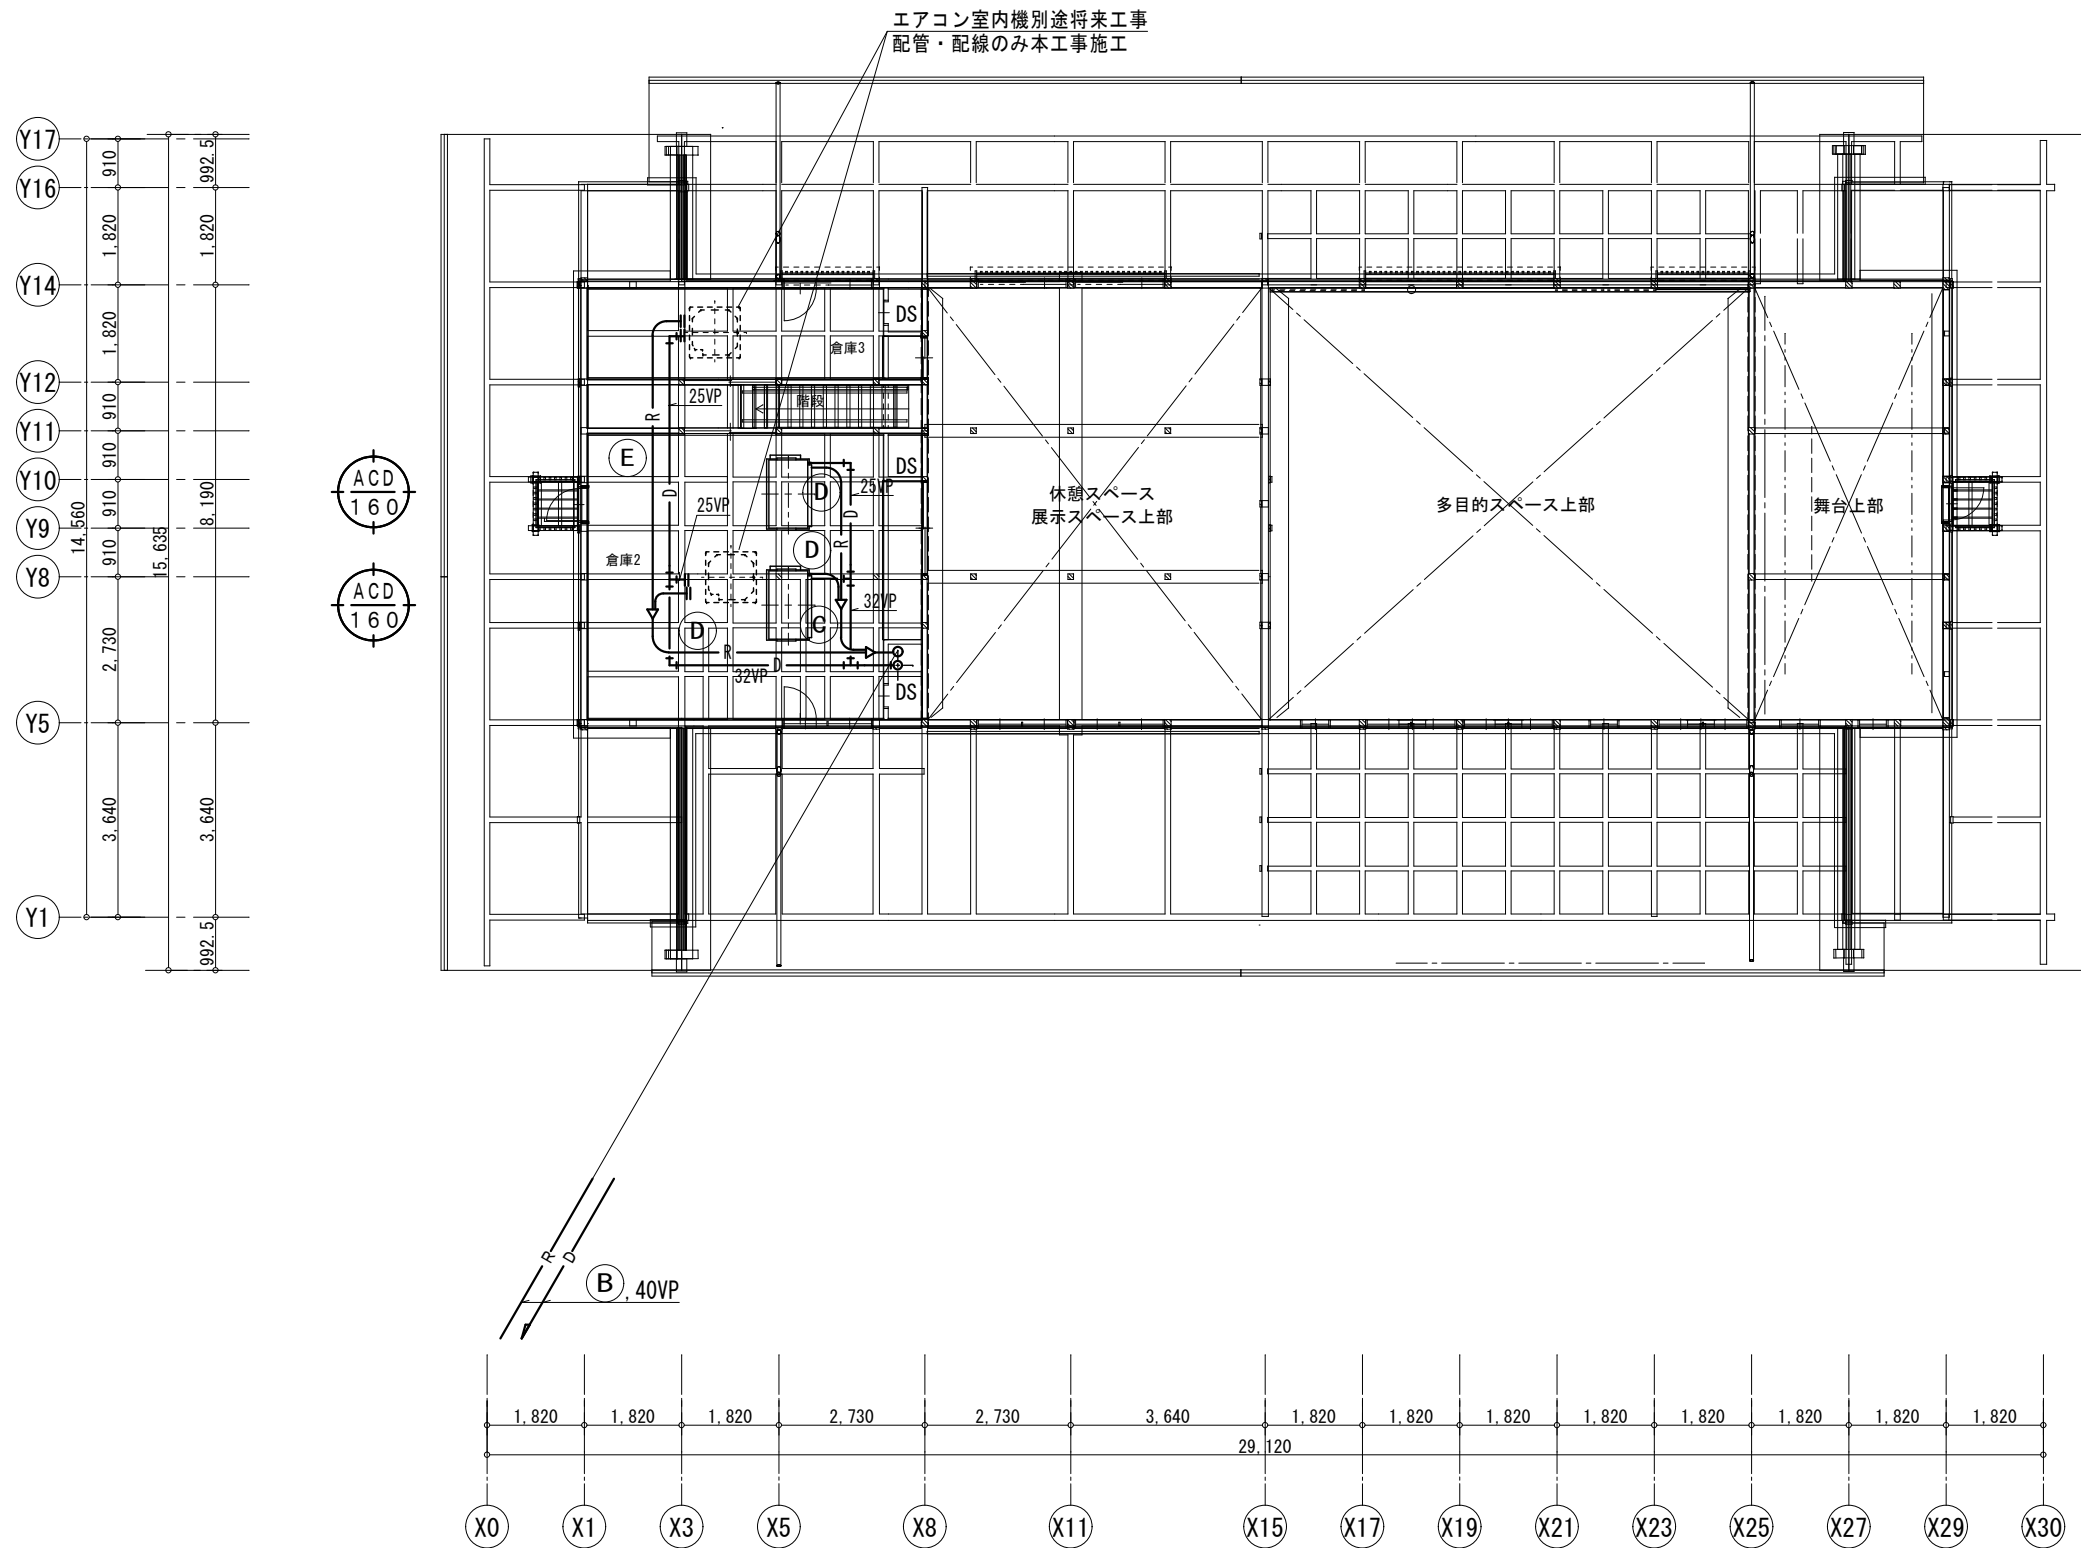 エアコン室内機別途将来工事
配管・配線のみ本工事施工
Y17
Y16
Y14
Y12
Y11
Y10
Y9
Y8
Y5
Y1
910
1,820
1,820
910
910
910
910
2,730
3,640
14,560
15,635
992.5
1,820
8,190
3,640
992.5
ACD
160
ACD
160
DS
倉庫3
25VP
階段
R
E
D
DS
D
25VP
25VP
D
D
R
倉庫2
32VP
D
C
R
D
32VP
DS
休憩スペース
展示スペース上部
多目的スペース上部
舞台上部
R
D
B, 40VP
1,820
1,820
1,820
2,730
2,730
3,640
1,820
1,820
1,820
1,820
1,820
1,820
1,820
1,820
29,120
X0
X1
X3
X5
X8
X11
X15
X17
X19
X21
X23
X25
X27
X29
X30